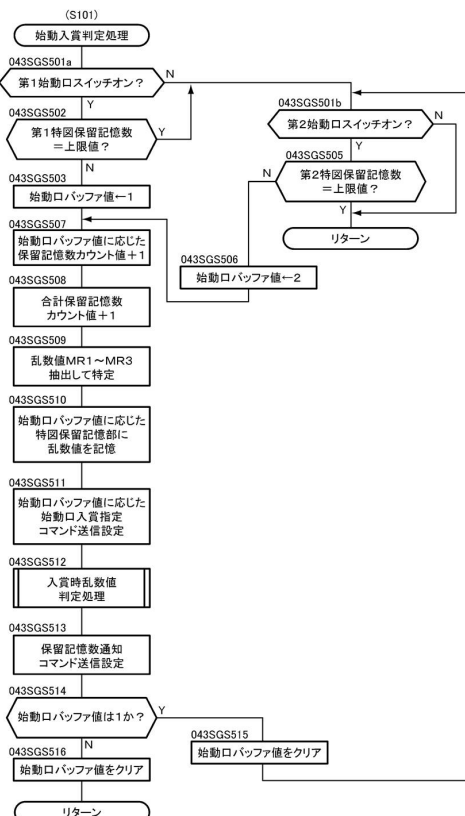 (S101)
始動入賞判定処理
043SGS501a
第1始動口スイッチオン?
N
Y
043SGS502
第1特図保留記憶数
=上限値?
Y
N
043SGS503
始動口バッファ値←1
043SGS507
始動口バッファ値に応じた
保留記憶数カウント値+1
043SGS508
合計保留記憶数
カウント値+1
043SGS509
乱数値MR1~MR3
抽出して特定
043SGS510
始動口バッファ値に応じた
特図保留記憶部に
乱数値を記憶
043SGS511
始動口バッファ値に応じた
始動口入賞指定
コマンド送信設定
043SGS512
入賞時乱数値
判定処理
043SGS513
保留記憶数通知
コマンド送信設定
043SGS514
始動口バッファ値は1か?
Y
N
043SGS516
始動口バッファ値をクリア
リターン
043SGS515
始動口バッファ値をクリア
043SGS501b
第2始動口スイッチオン?
N
Y
043SGS505
第2特図保留記憶数
=上限値?
N
Y
リターン
043SGS506
始動口バッファ値←2